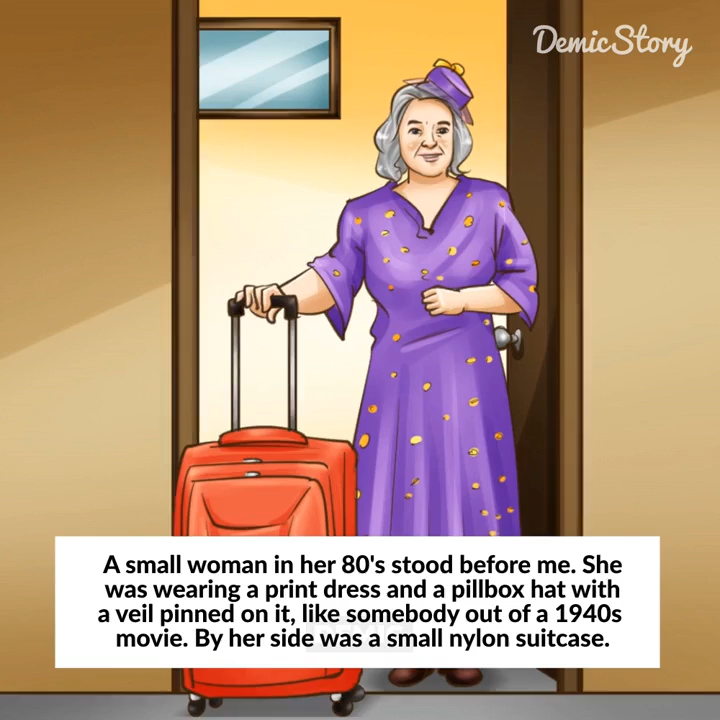 DemicStory
A small woman in her 80's stood before me. She
was wearing a print dress and a pillbox hat with
a veil pinned on it, like somebody out of a 1940s
movie. By her side was a small nylon suitcase.